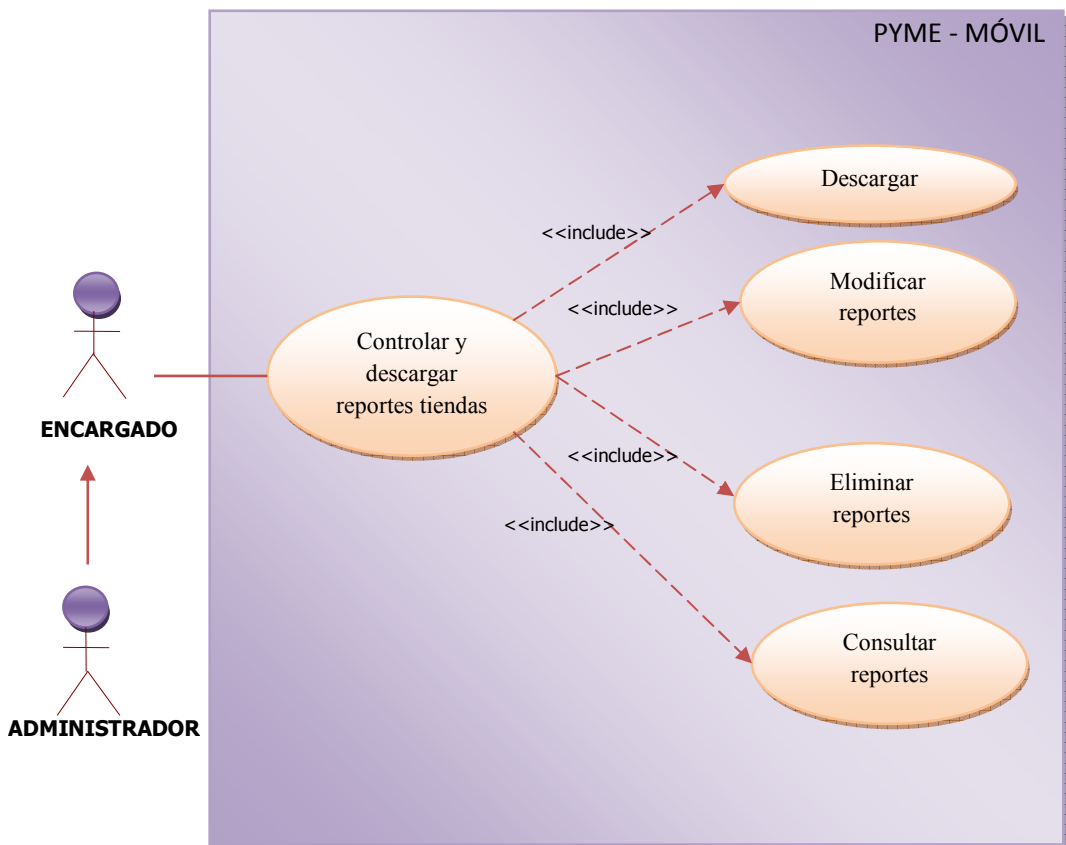 PYME - MÓVIL
Descargar
<<include>>
Modificar
reportes
<<include>>
Controlar y
descargar
reportes tiendas
ENCARGADO
<<include>>
Eliminar
reportes
<<include>>
Consultar
reportes
ADMINISTRADOR